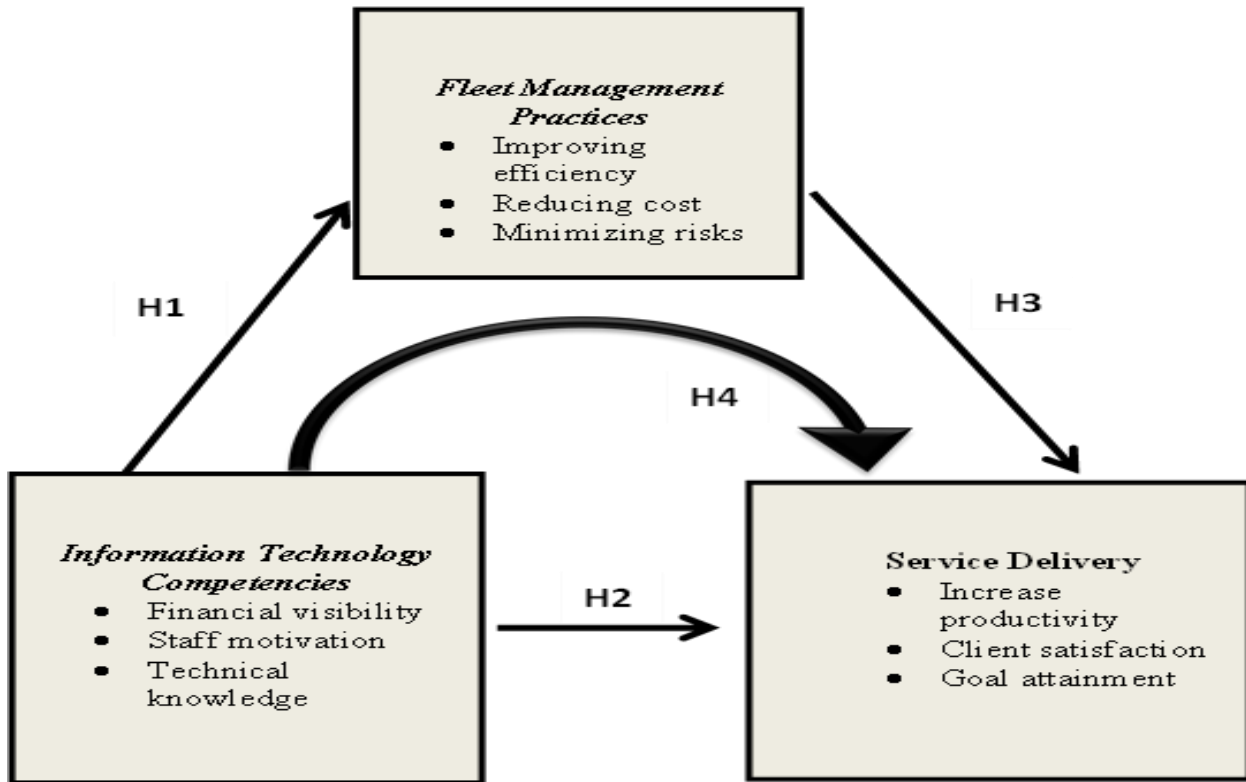 Fleet Management
Practices
• Improving
efficiency
• Reducing cost
• Minimizing risks
H1
H3
H4
Information Technology
Competencies
• Financial visibility
• Staff motivation
• Technical
knowledge
H2
Service Delivery
• Increase
productivity
• Client satisfaction
• Goal attainment